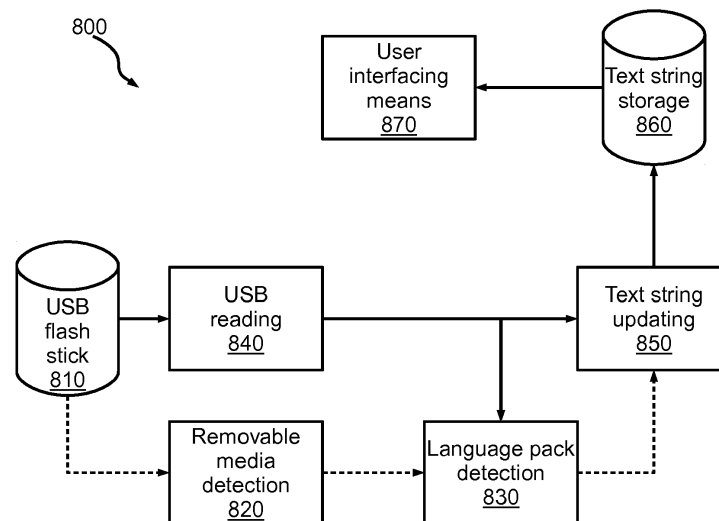 800
User
interfacing
means
870
Text string
storage
860
USB
flash
stick
810
USB
reading
840
Text string
updating
850
Removable
media
detection
820
Language pack
detection
830